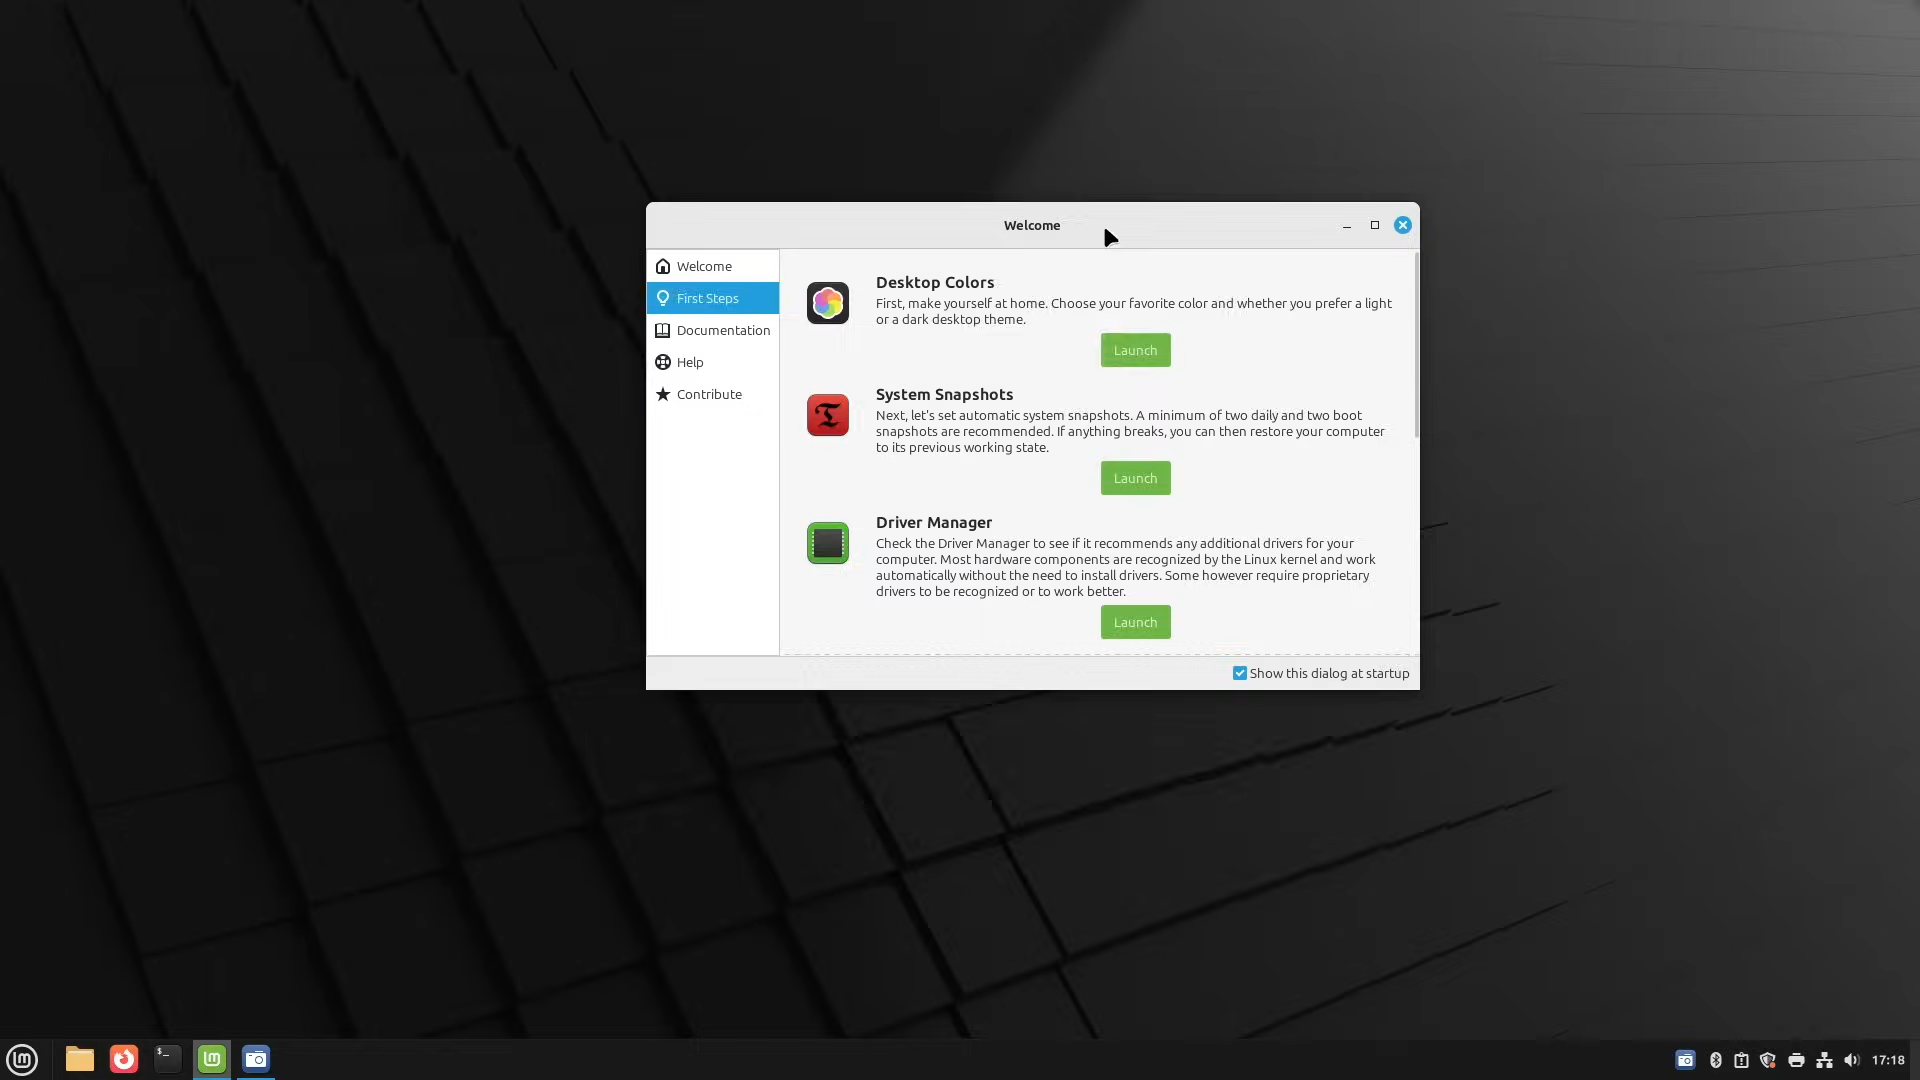 Welcome
Welcome
First Steps
Documentation
Help
Contribute
Desktop Colors
First, make yourself at home. Choose your favorite color and whether you prefer a light
or a dark desktop theme.
Launch
System Snapshots
Next, let's set automatic system snapshots. A minimum of two daily and two boot
snapshots are recommended. If anything breaks, you can then restore your computer
to its previous working state.
Launch
Driver Manager
Check the Driver Manager to see if it recommends any additional drivers for your
computer. Most hardware components are recognized by the Linux kernel and work
automatically without the need to install drivers. Some however require proprietary
drivers to be recognized or to work better.
Launch
Show this dialog at startup
17:18